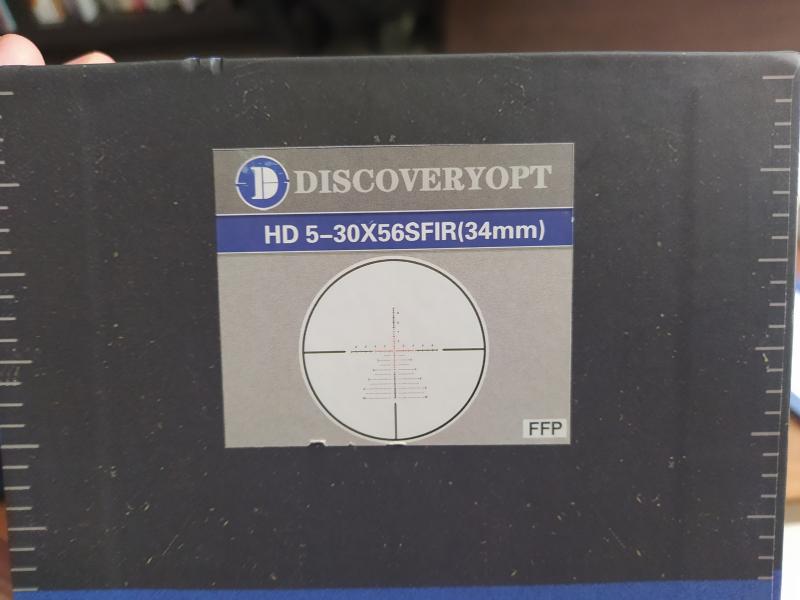 DISCOVERYOPT
HD 5-30X56SFIR(34mm)
FFP